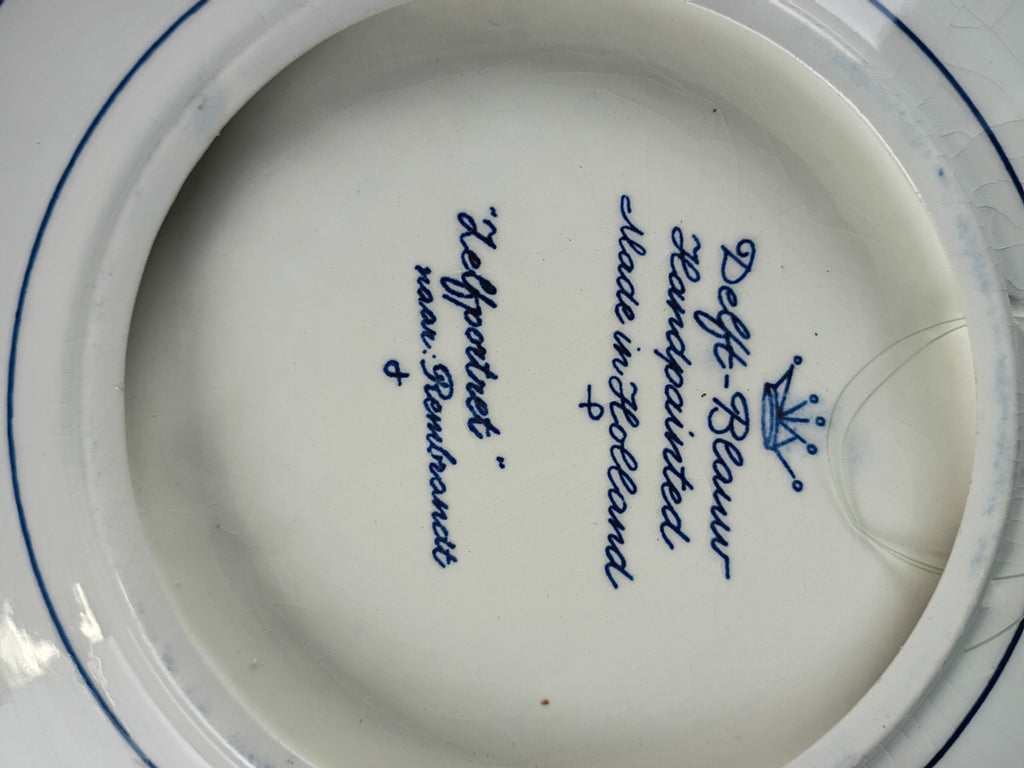 Delft-Blauw
Handpainted
Made in Holland
"Zelfportret"
naar: Rembrandt